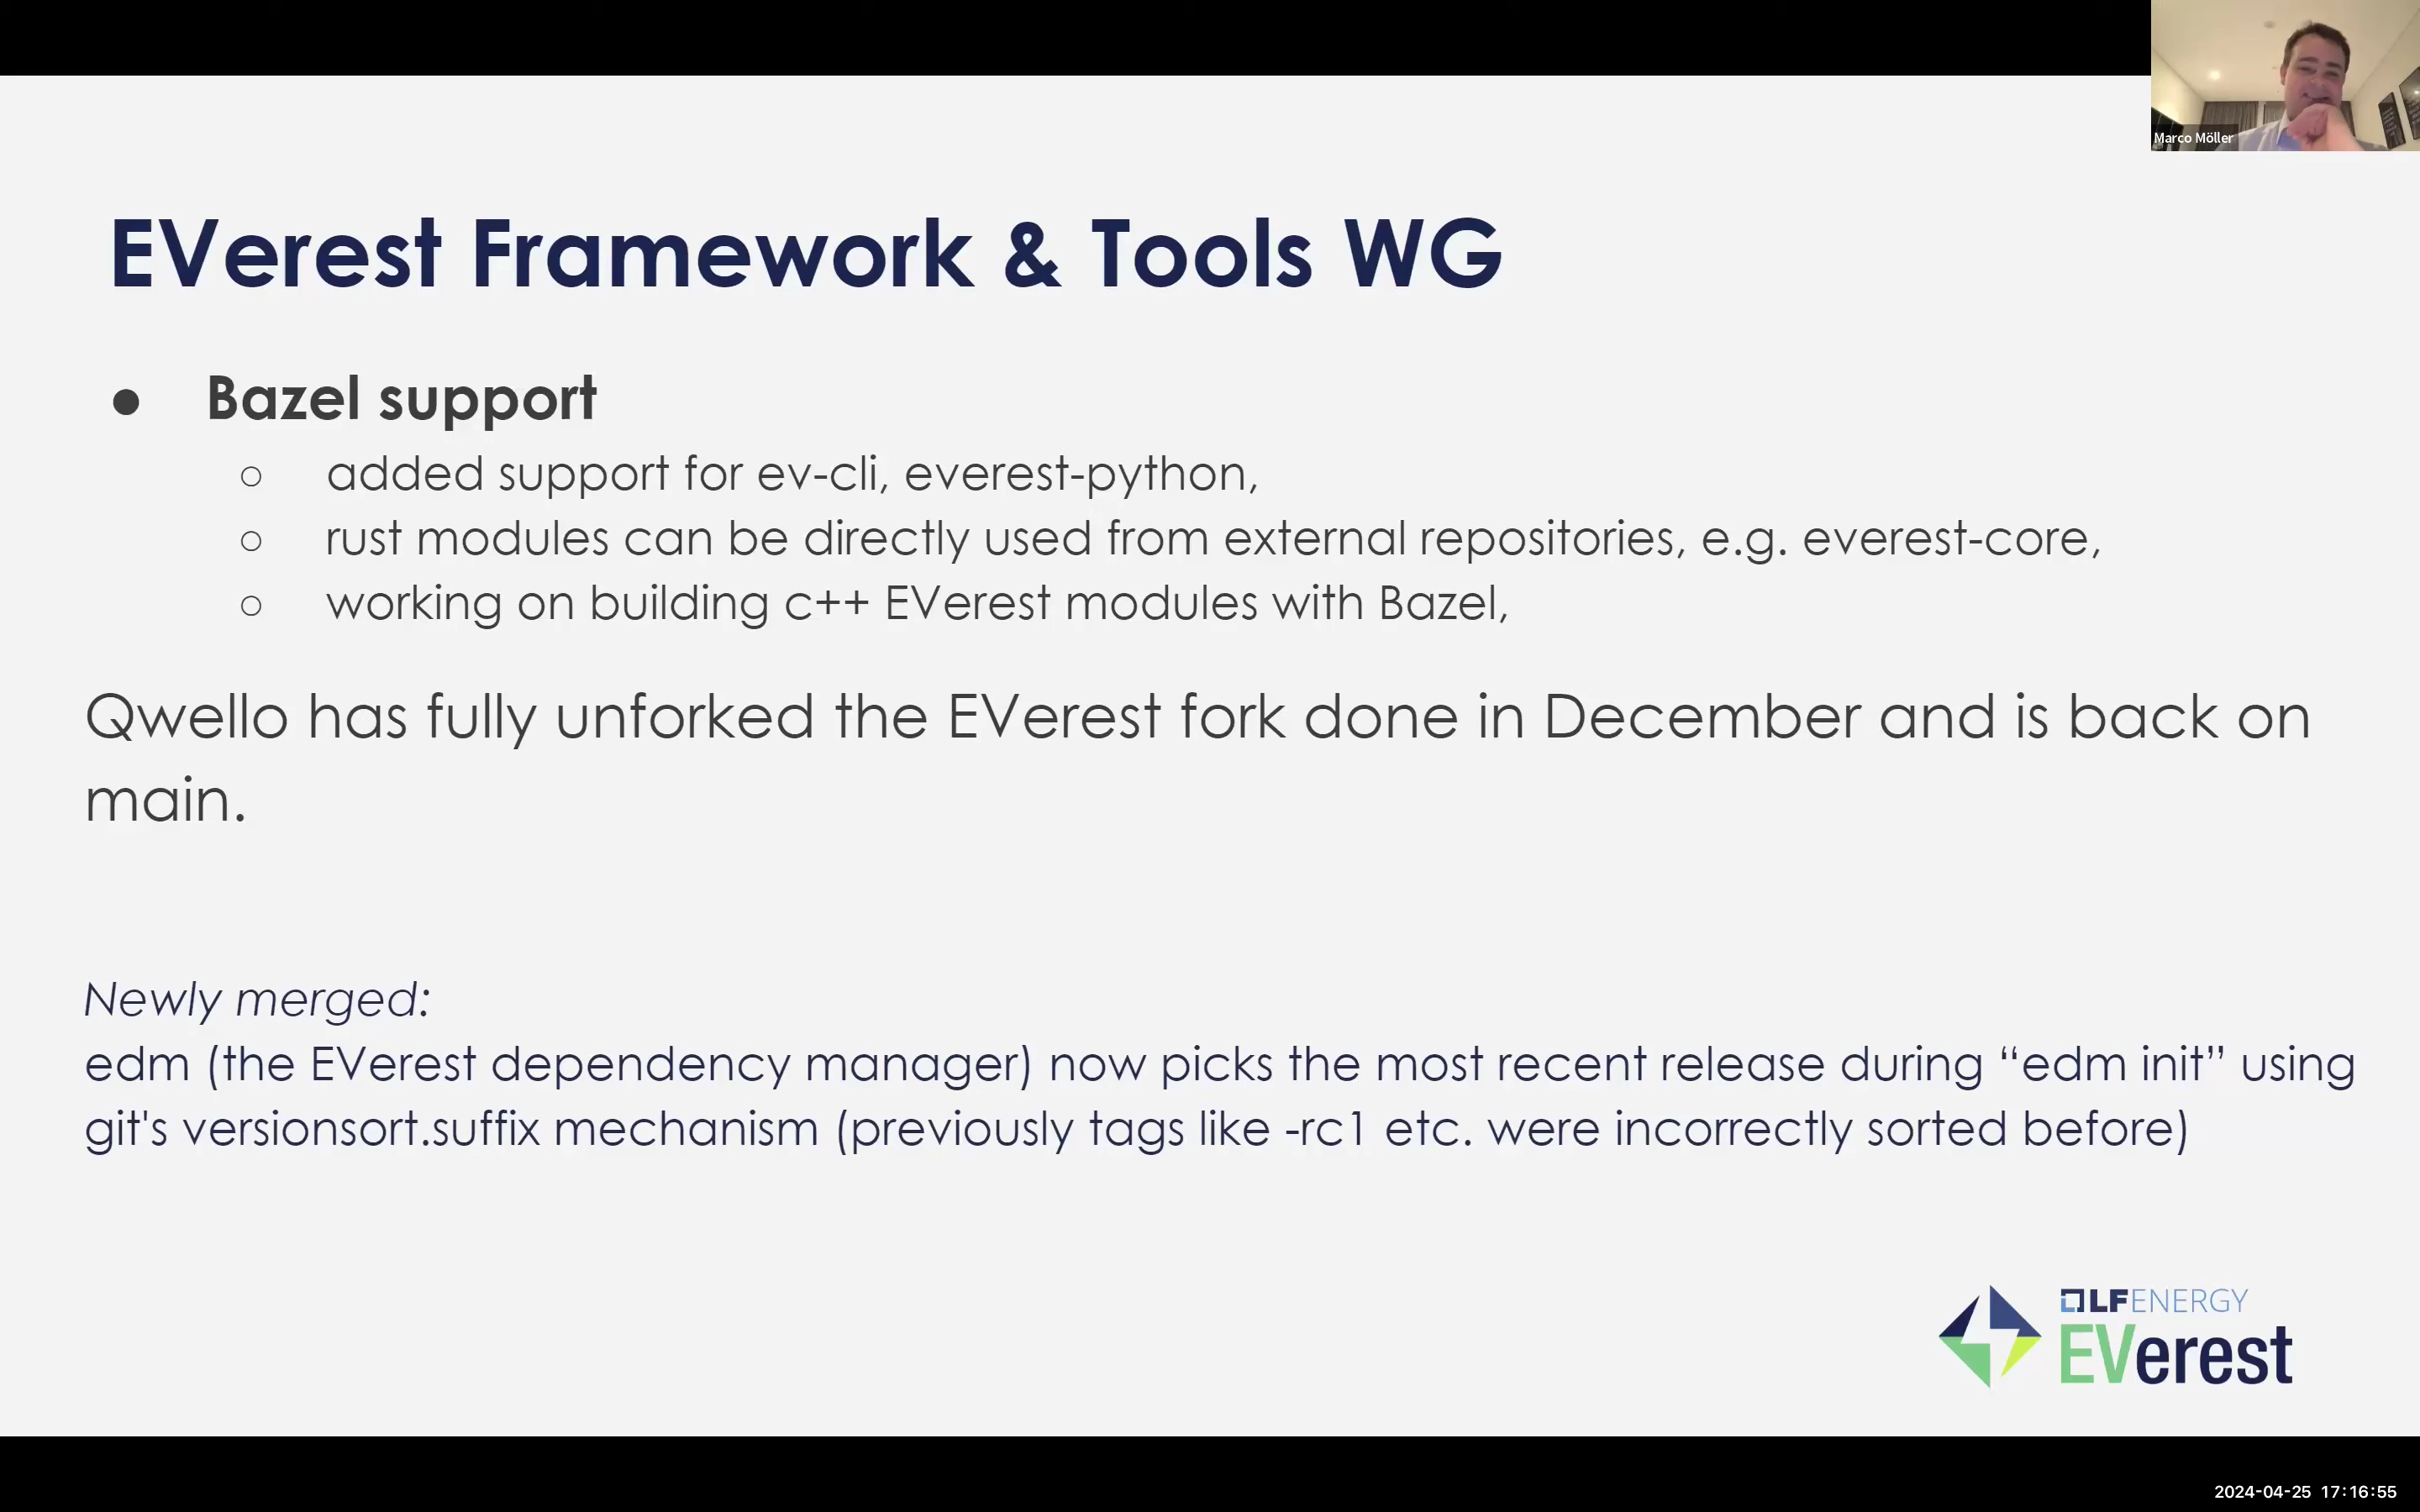 Marco Möller
EVerest Framework & Tools WG
● Bazel support
○ added support for ev-cli, everest-python,
○ rust modules can be directly used from external repositories, e.g. everest-core,
○ working on building c++ EVerest modules with Bazel,
Qwello has fully unforked the EVerest fork done in December and is back on
main.
Newly merged:
edm (the EVerest dependency manager) now picks the most recent release during “edm init” using
git's versionsort.suffix mechanism (previously tags like -rc1 etc. were incorrectly sorted before)
LFENERGY
EVerest
2024-04-25 17:16:55